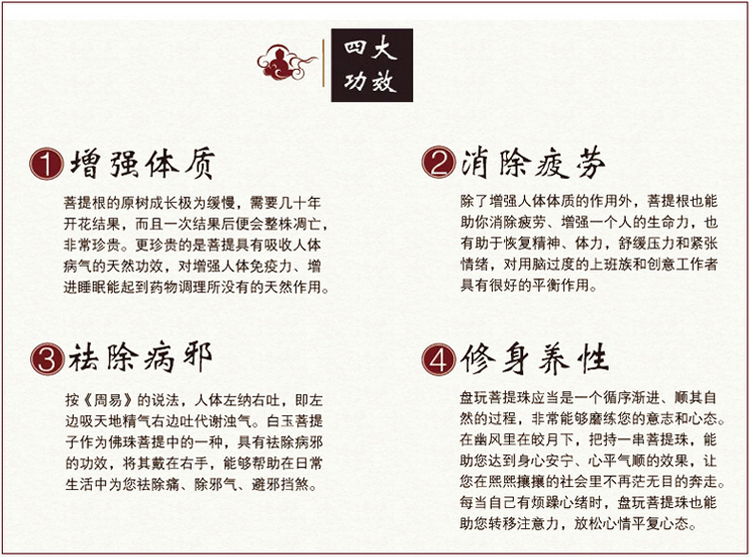 四大
功效
1 增强体质
菩提根的原树成长极为缓慢，需要几十年
开花结果，而且一次结果后便会整株凋亡，
非常珍贵。更珍贵的是菩提具有吸收人体
病气的天然功效，对增强人体免疫力、增
进睡眠能起到药物调理所没有的天然作用。
2 消除疲劳
除了增强人体体质的作用外，菩提根也能
助你消除疲劳、增强一个人的生命力，也
有助于恢复精神、体力，舒缓压力和紧张
情绪，对用脑过度的上班族和创意工作者
具有很好的平衡作用。
3 祛除病邪
按《周易》的说法，人体左纳右吐，即左
边吸天地精气右边吐代谢浊气。白玉菩提
子作为佛珠菩提中的一种，具有祛除病邪
的功效，将其戴在右手，能够帮助在日常
生活中为您祛除痛、除邪气、避邪挡煞。
4 修身养性
盘玩菩提珠应当是一个循序渐进、顺其自
然的过程，非常能够磨练您的意志和心态。
在幽风里在皎月下，把持一串菩提珠，能
助您达到身心安宁、心平气顺的效果，让
您在熙熙攘攘的社会里不再茫无目的奔走。
每当自己有烦躁心绪时，盘玩菩提珠也能
助您转移注意力，放松心情平复心态。